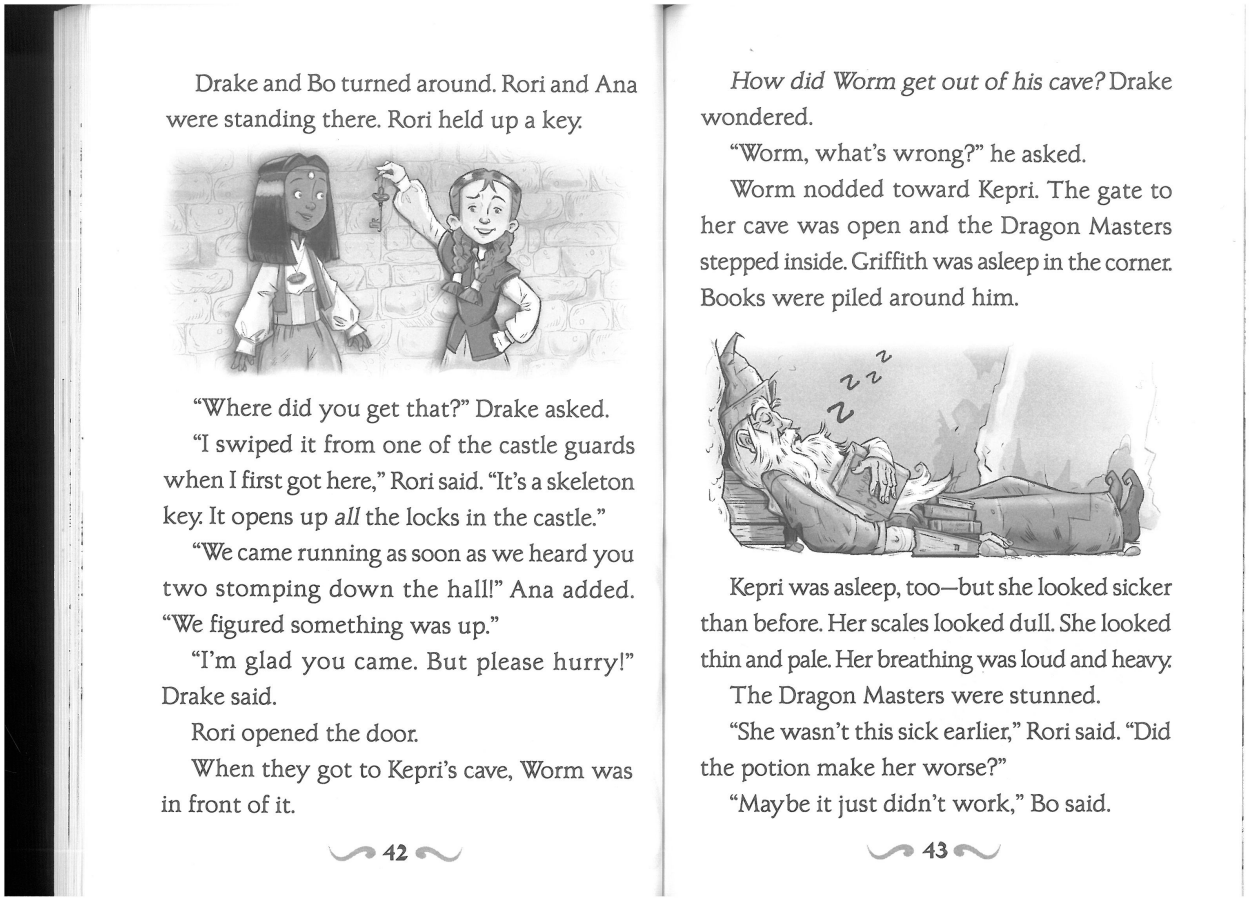 Drake and Bo turned around. Rori and Ana
were standing there. Rori held up a key.
“Where did you get that?” Drake asked.
“I swiped it from one of the castle guards
when I first got here,” Rori said. “It’s a skeleton
key. It opens up all the locks in the castle.”
“We came running as soon as we heard you
two stomping down the hall!” Ana added.
“We figured something was up.”
“I’m glad you came. But please hurry!”
Drake said.
Rori opened the door.
When they got to Kepri’s cave, Worm was
in front of it.
42
How did Worm get out of his cave? Drake
wondered.
“Worm, what’s wrong?” he asked.
Worm nodded toward Kepri. The gate to
her cave was open and the Dragon Masters
stepped inside. Griffith was asleep in the corner.
Books were piled around him.
z z z
z z
Kepri was asleep, too—but she looked sicker
than before. Her scales looked dull. She looked
thin and pale. Her breathing was loud and heavy.
The Dragon Masters were stunned.
“She wasn’t this sick earlier,” Rori said. “Did
the potion make her worse?”
“Maybe it just didn’t work,” Bo said.
43